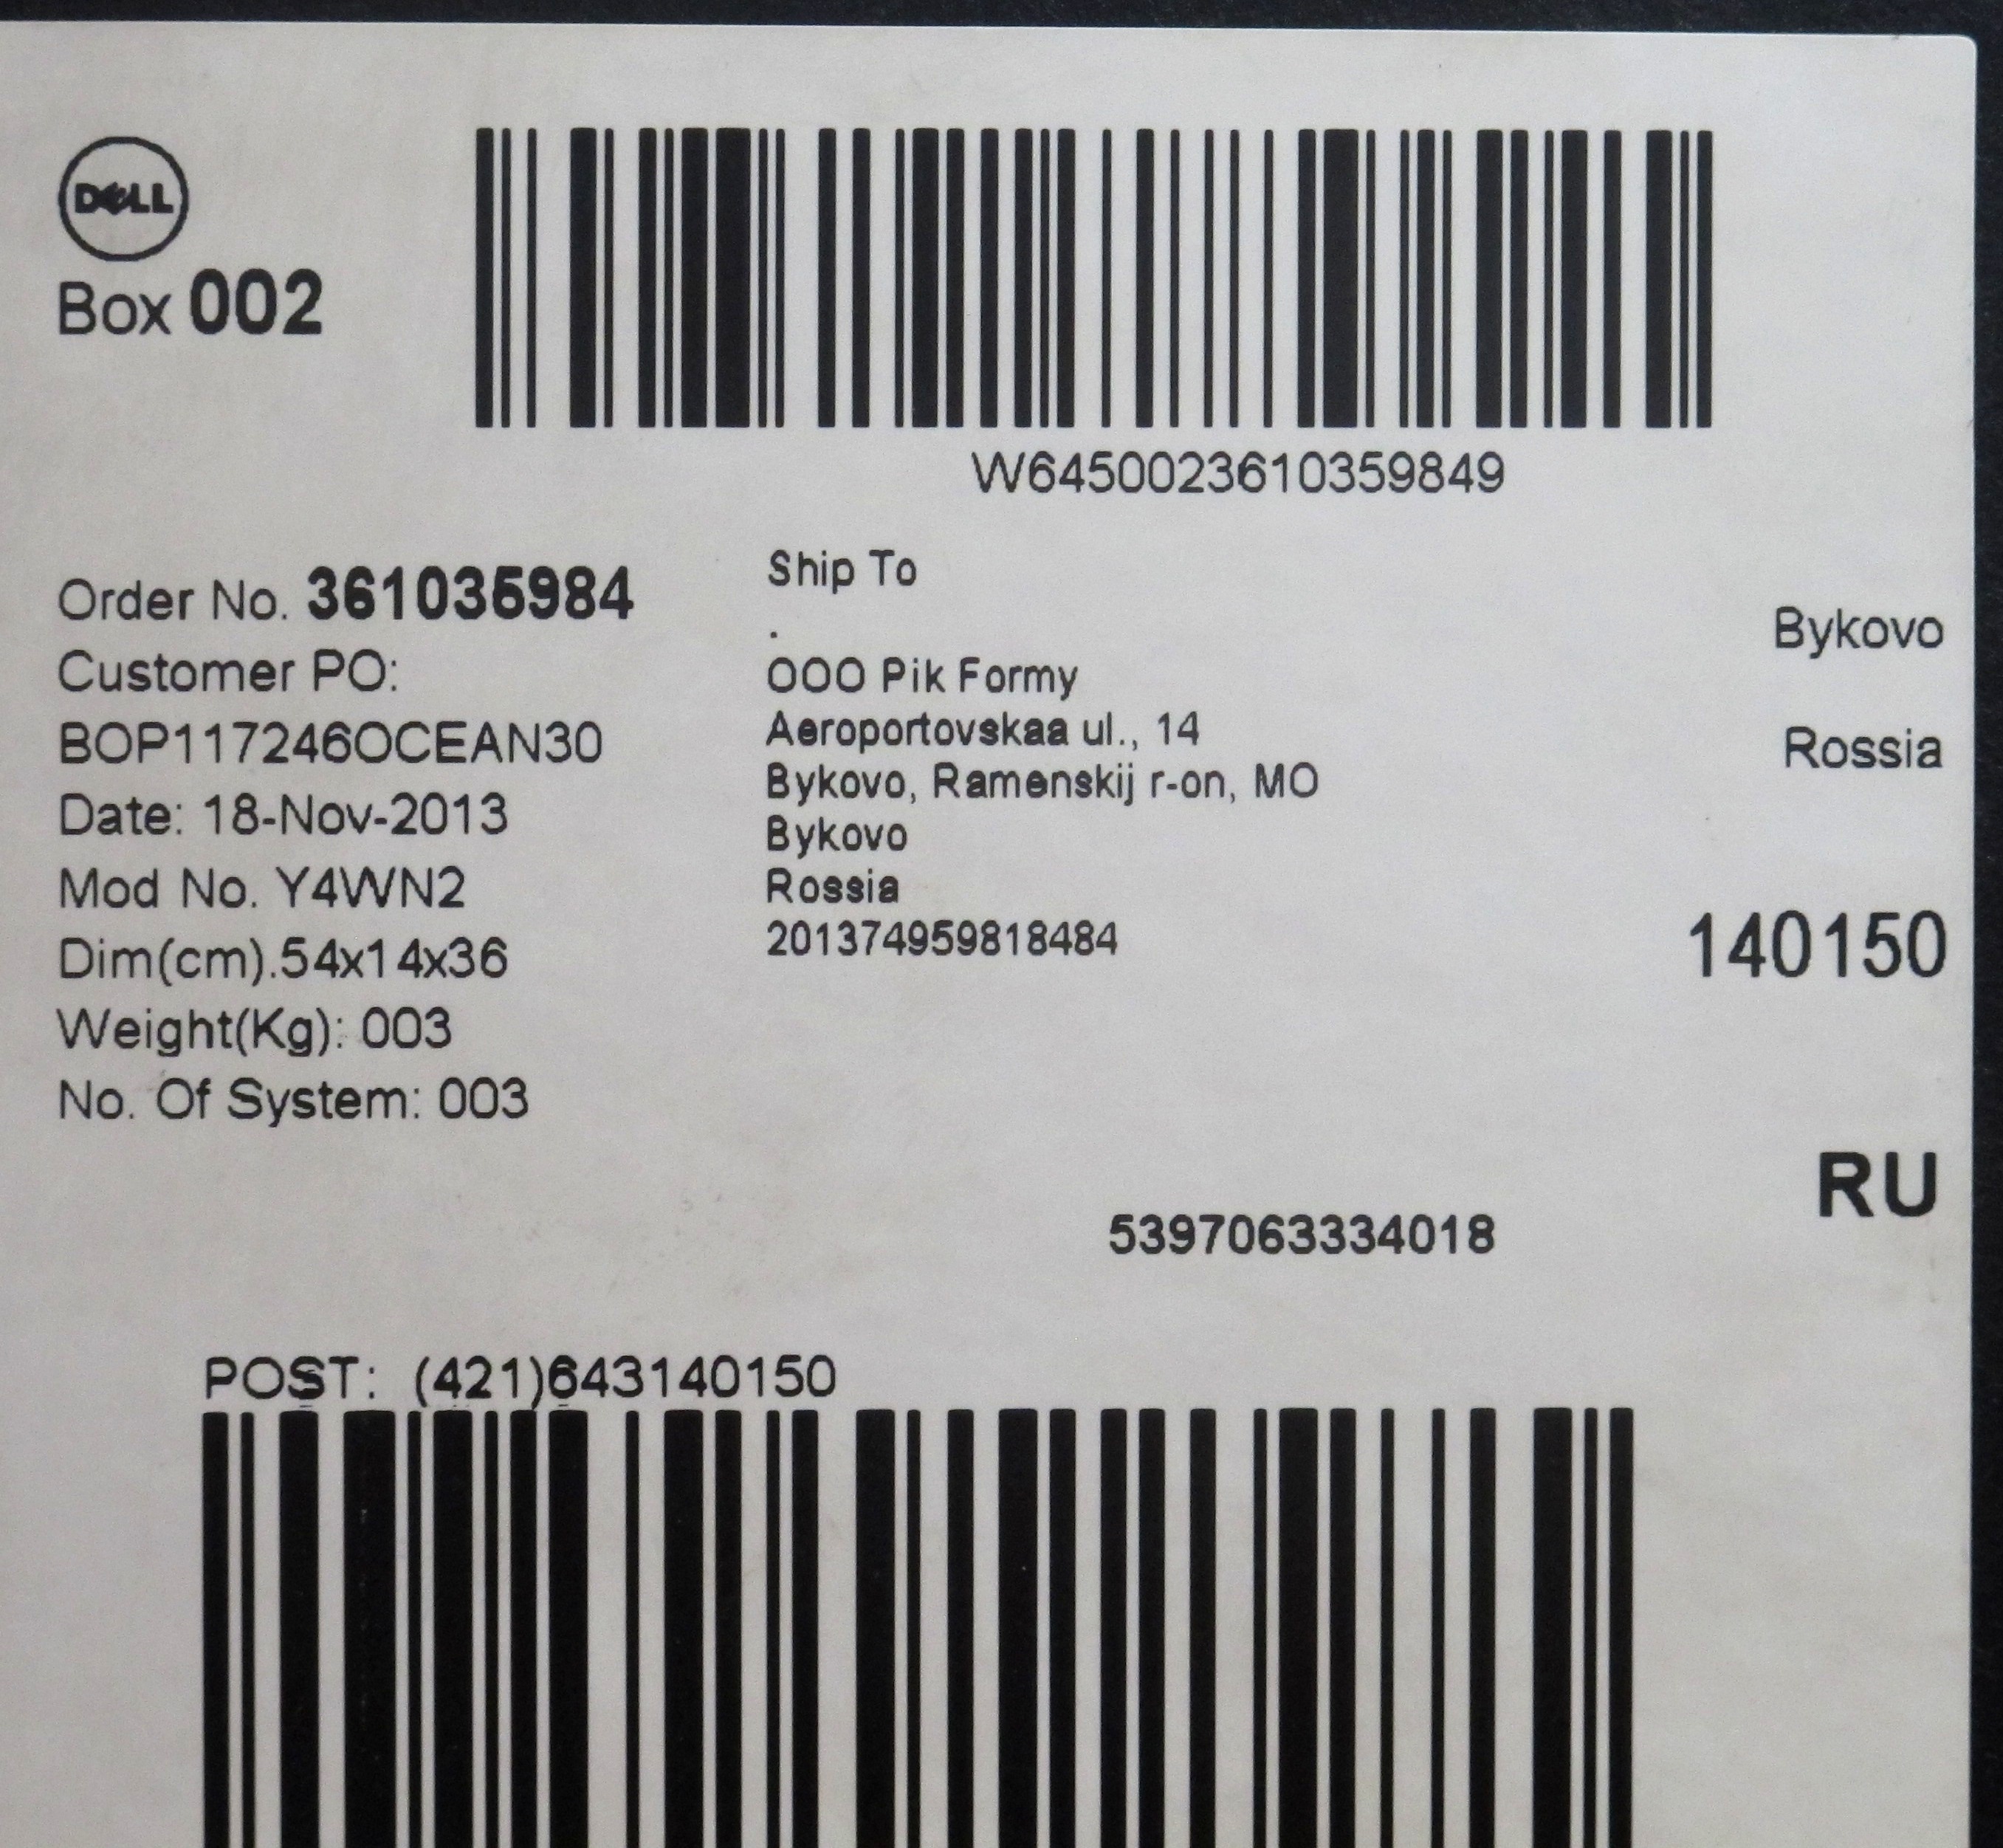 DELL
Box 002
W6450023610359849
Order No. 361035984
Customer PO:
BOP117246OCEAN30
Date: 18-Nov-2013
Mod No. Y4WN2
Dim(cm).54x14x36
Weight(Kg): 003
No. Of System: 003
Ship To
.
OOO Pik Formy
Aeroportovskaa ul., 14
Bykovo, Ramenskij r-on, MO
Bykovo
Rossia
201374959818484
Bykovo
Rossia
140150
RU
5397063334018
POST: (421)643140150